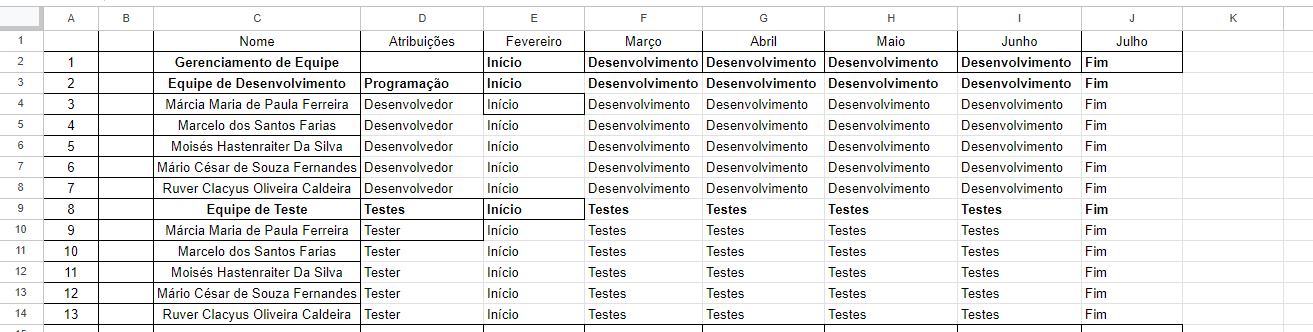 A B C D E F G H I J K
1 Nome Atribuições Fevereiro Março Abril Maio Junho Julho
2 1 Gerenciamento de Equipe Início Desenvolvimento Desenvolvimento Desenvolvimento Desenvolvimento Fim
3 2 Equipe de Desenvolvimento Programação Início Desenvolvimento Desenvolvimento Desenvolvimento Desenvolvimento Fim
4 3 Márcia Maria de Paula Ferreira Desenvolvedor Início Desenvolvimento Desenvolvimento Desenvolvimento Desenvolvimento Fim
5 4 Marcelo dos Santos Farias Desenvolvedor Início Desenvolvimento Desenvolvimento Desenvolvimento Desenvolvimento Fim
6 5 Moisés Hastenraiter Da Silva Desenvolvedor Início Desenvolvimento Desenvolvimento Desenvolvimento Desenvolvimento Fim
7 6 Mário César de Souza Fernandes Desenvolvedor Início Desenvolvimento Desenvolvimento Desenvolvimento Desenvolvimento Fim
8 7 Ruver Clacyus Oliveira Caldeira Desenvolvedor Início Desenvolvimento Desenvolvimento Desenvolvimento Desenvolvimento Fim
9 8 Equipe de Teste Testes Início Testes Testes Testes Testes Fim
10 9 Márcia Maria de Paula Ferreira Tester Início Testes Testes Testes Testes Fim
11 10 Marcelo dos Santos Farias Tester Início Testes Testes Testes Testes Fim
12 11 Moisés Hastenraiter Da Silva Tester Início Testes Testes Testes Testes Fim
13 12 Mário César de Souza Fernandes Tester Início Testes Testes Testes Testes Fim
14 13 Ruver Clacyus Oliveira Caldeira Tester Início Testes Testes Testes Testes Fim